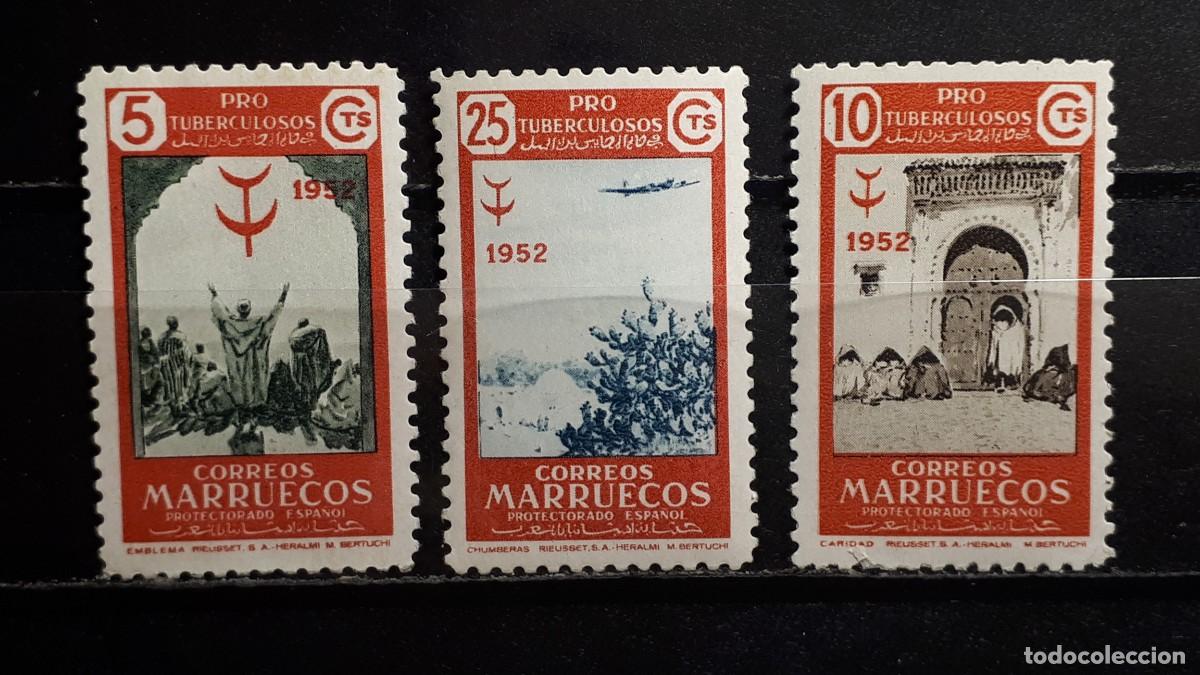 5
PRO
TUBERCULOSOS
CTS
1952
CORREOS
MARRUECOS
PROTECTORADO ESPAÑOL
EMBLEMA RIEUSSET, S. A.-HERALMI M. BERTUCHI
25
PRO
TUBERCULOSOS
CTS
1952
CORREOS
MARRUECOS
PROTECTORADO ESPAÑOL
CHUMBERAS RIEUSSET, S. A.-HERALMI M. BERTUCHI
10
PRO
TUBERCULOSOS
CTS
1952
CORREOS
MARRUECOS
PROTECTORADO ESPAÑOL
CARIDAD RIEUSSET, S. A.-HERALMI M. BERTUCHI
todocoleccion